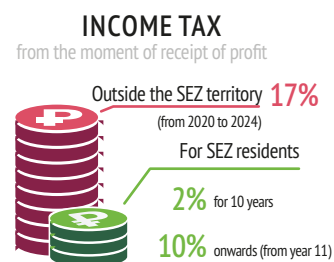 INCOME TAX
from the moment of receipt of profit
Outside the SEZ territory 17%
(from 2020 to 2024)
For SEZ residents
2% for 10 years
10% onwards (from year 11)